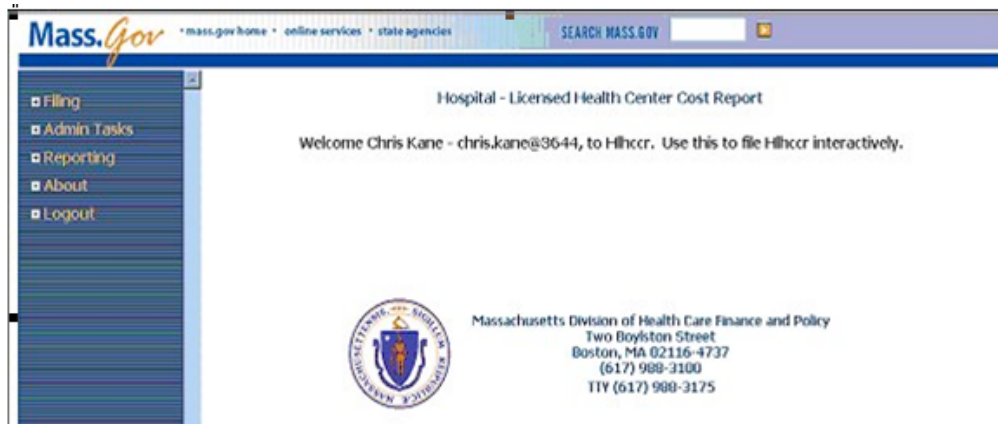 Mass.Gov
mass.gov home • online services • state agencies
SEARCH MASS.GOV
Filing
Admin Tasks
Reporting
About
Logout
Hospital - Licensed Health Center Cost Report
Welcome Chris Kane - chris.kane@3644, to Hlhccr. Use this to file Hlhccr interactively.
Massachusetts Division of Health Care Finance and Policy
Two Boylston Street
Boston, MA 02116-4737
(617) 988-3100
TTY (617) 988-3175